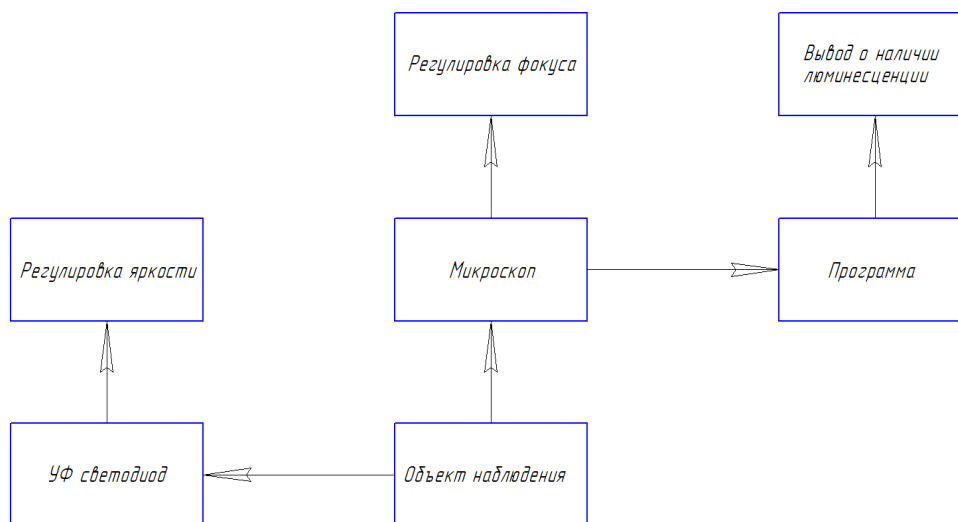 Регулировка фокуса
Вывод о наличии
люминесценции
Регулировка яркости
Микроскоп
Программа
УФ светодиод
Объект наблюдения